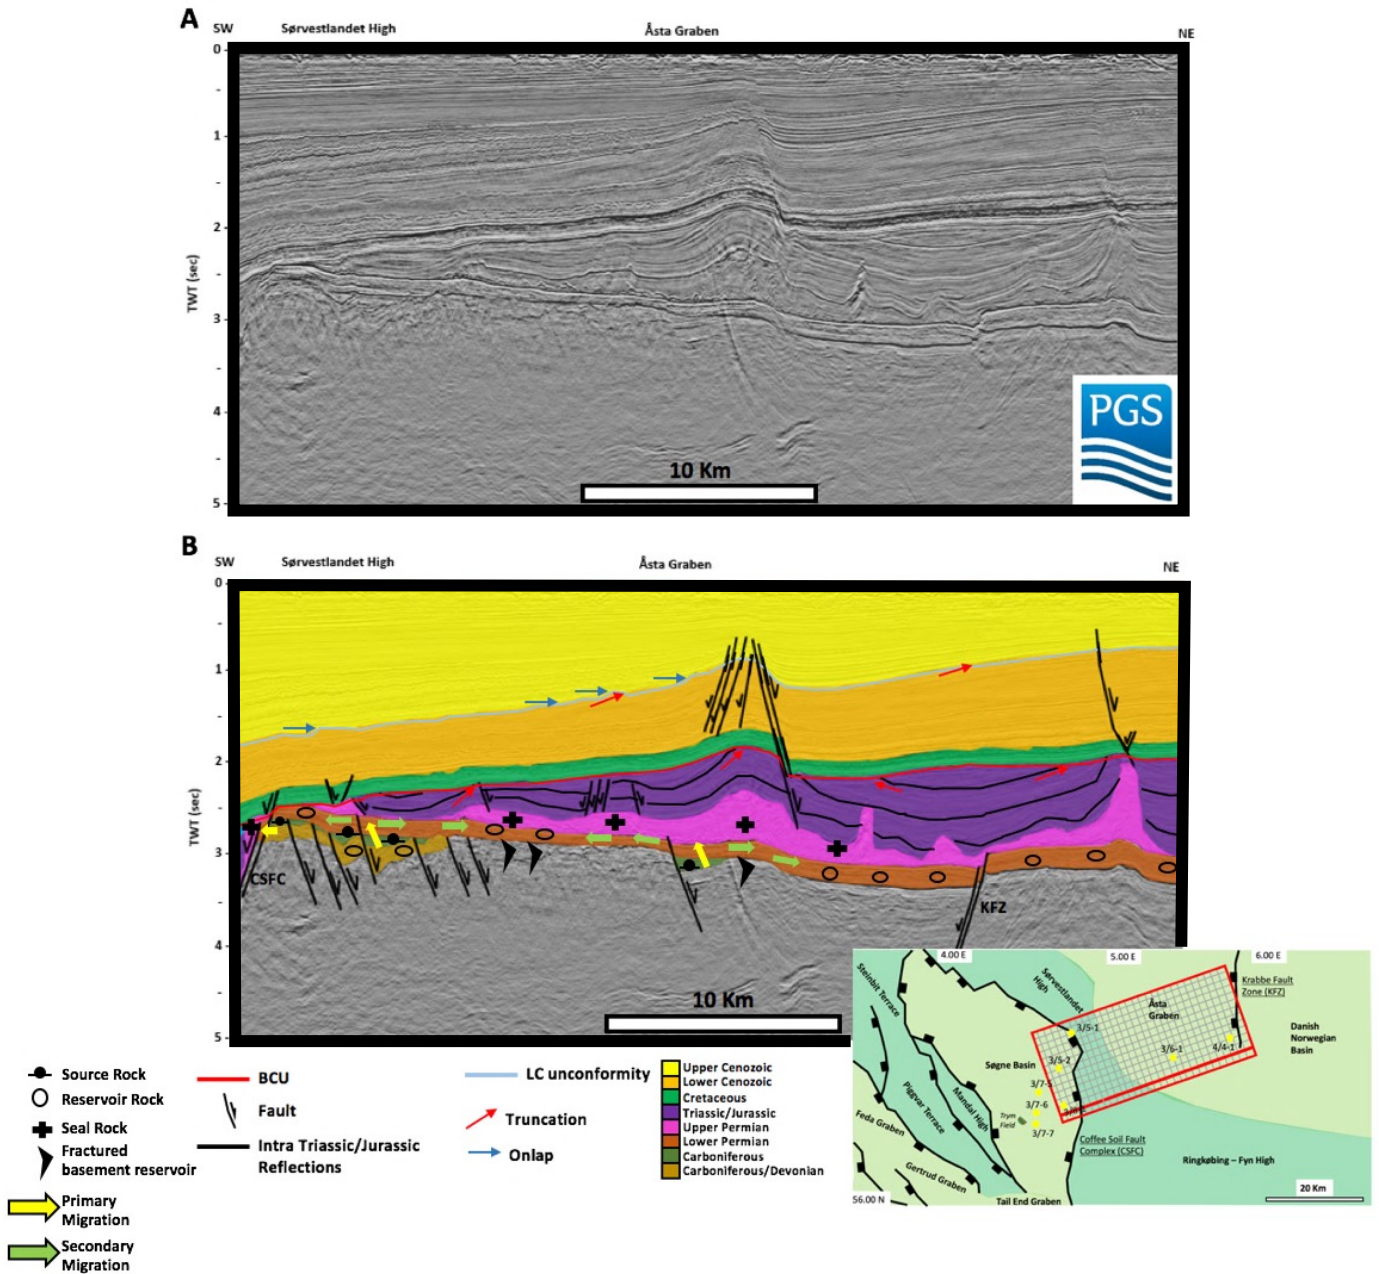 A
SW
Sørvestlandet High
Åsta Graben
NE
0
1
2
3
4
5
TWT (sec)
PGS
10 Km
B
SW
Sørvestlandet High
Åsta Graben
NE
0
1
2
3
4
5
TWT (sec)
CSFC
KFZ
10 Km
4.00 E
5.00 E
6.00 E
Steinbit Terrace
Sørvestlandet
High
Åsta
Graben
Krabbe Fault
Zone (KFZ)
Danish
Norwegian
Basin
3/5-1
Søgne Basin
3/5-2
3/6-1
4/4-1
3/7-5
3/7-6
3/7-7
Piggvar Terrace
Mandal High
Trym
Field
Feda Graben
Coffee Soil Fault
Complex (CSFC)
Gertrud Graben
Ringkøbing – Fyn High
Tail End Graben
56.00 N
20 Km
Source Rock
Reservoir Rock
Seal Rock
Fractured
basement reservoir
Primary
Migration
Secondary
Migration
BCU
Fault
Intra Triassic/Jurassic
Reflections
LC unconformity
Truncation
Onlap
Upper Cenozoic
Lower Cenozoic
Cretaceous
Triassic/Jurassic
Upper Permian
Lower Permian
Carboniferous
Carboniferous/Devonian